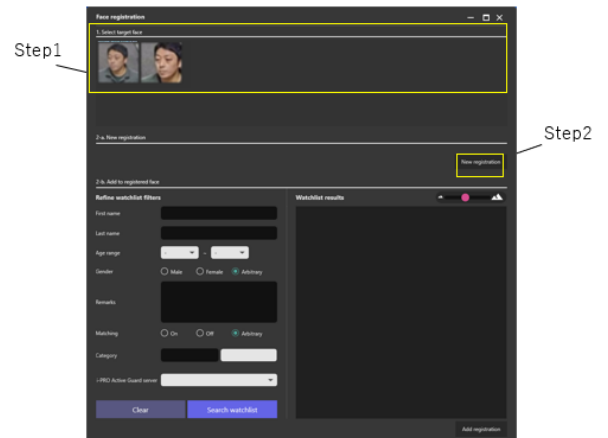 Face registration
1. Select target face
Step1
2-a. New registration
Step2
New registration
2-b. Add to registered face
Refine watchlist filters
Watchlist results
First name
Last name
Age range - - -
Gender Male Female Arbitrary
Remarks
Matching On Off Arbitrary
Category
i-PRO Active Guard server
Clear Search watchlist
Add registration